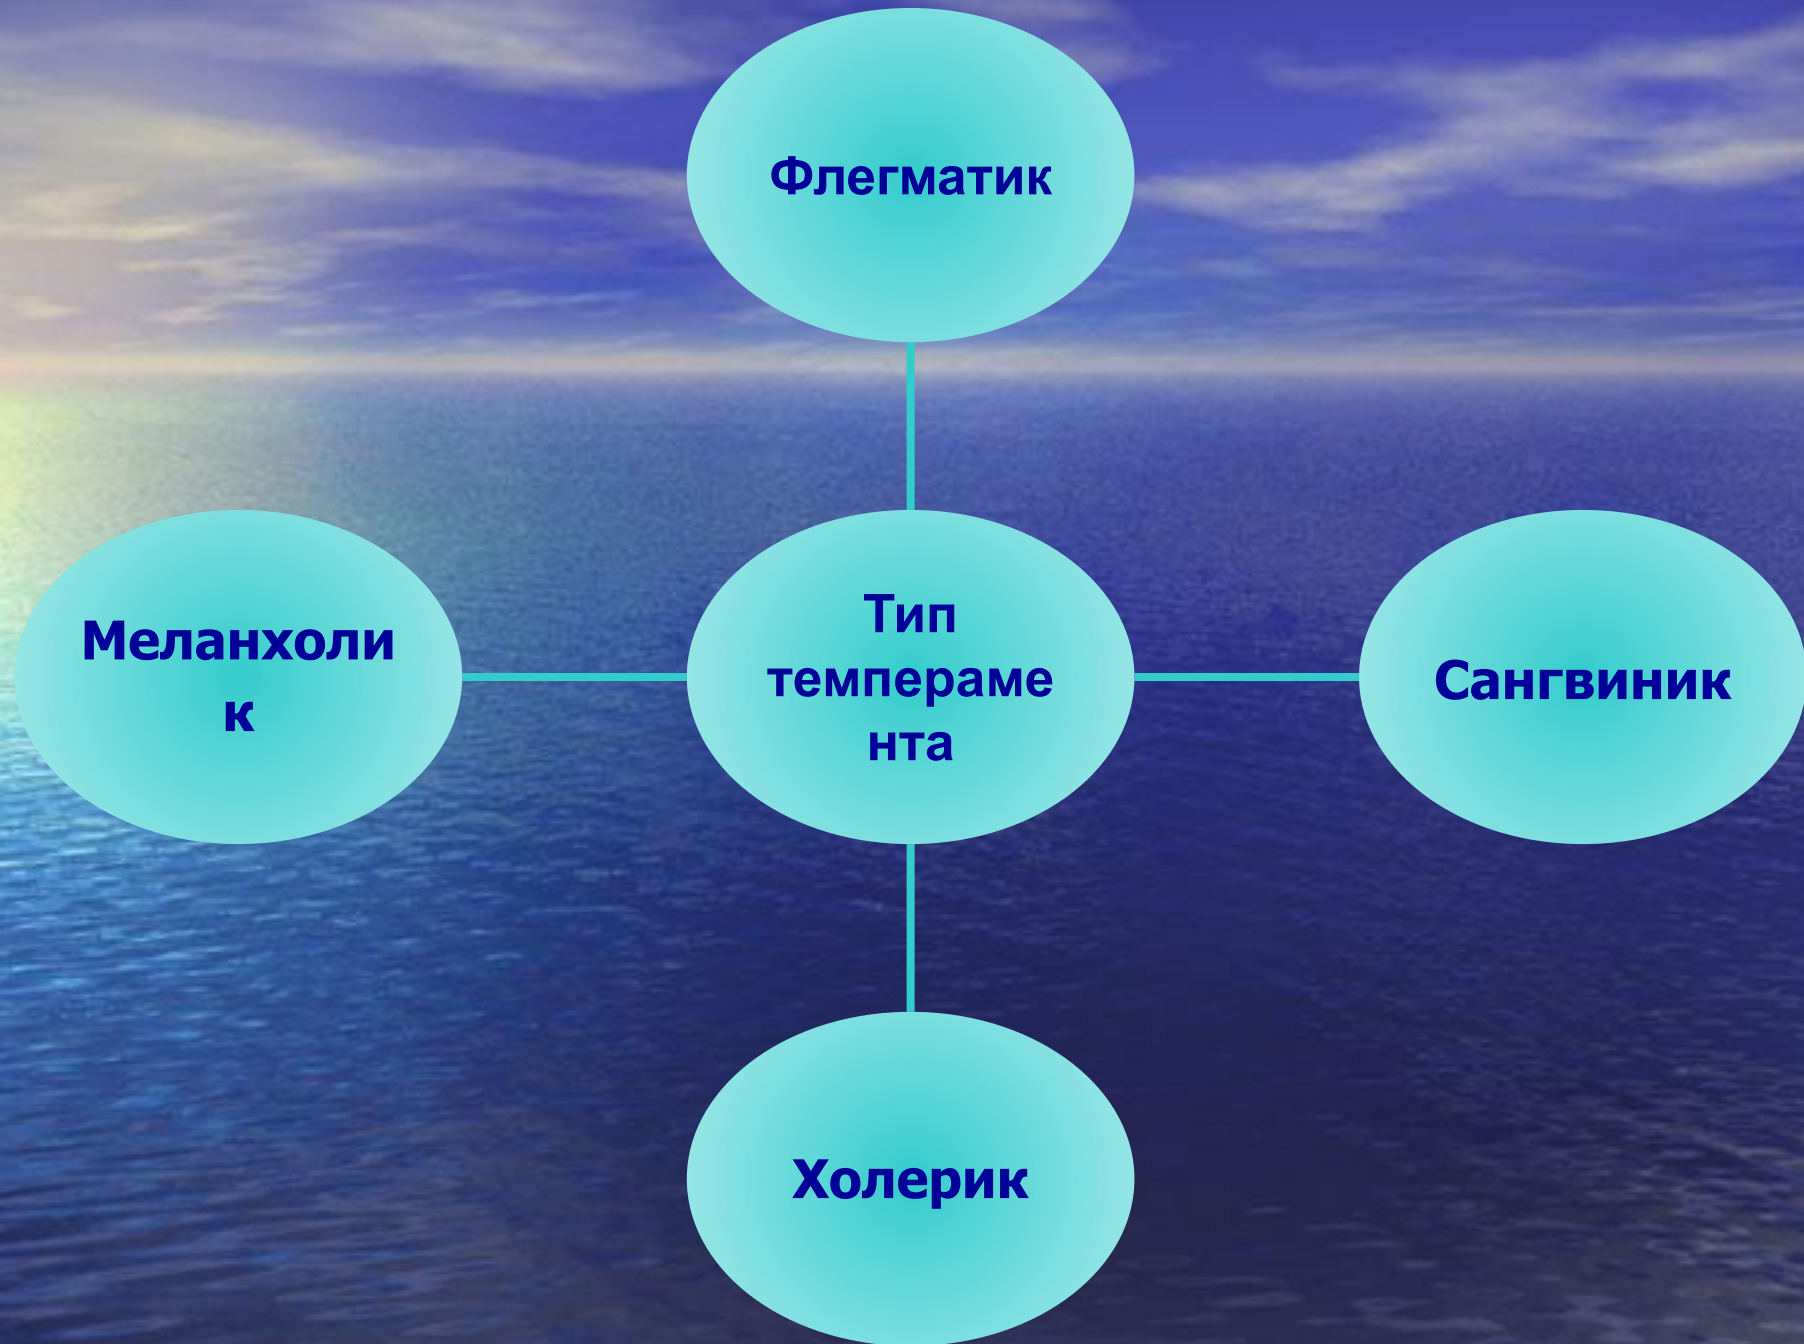 Флегматик
Меланхоли
к
Тип
темпераме
нта
Сангвиник
Холерик